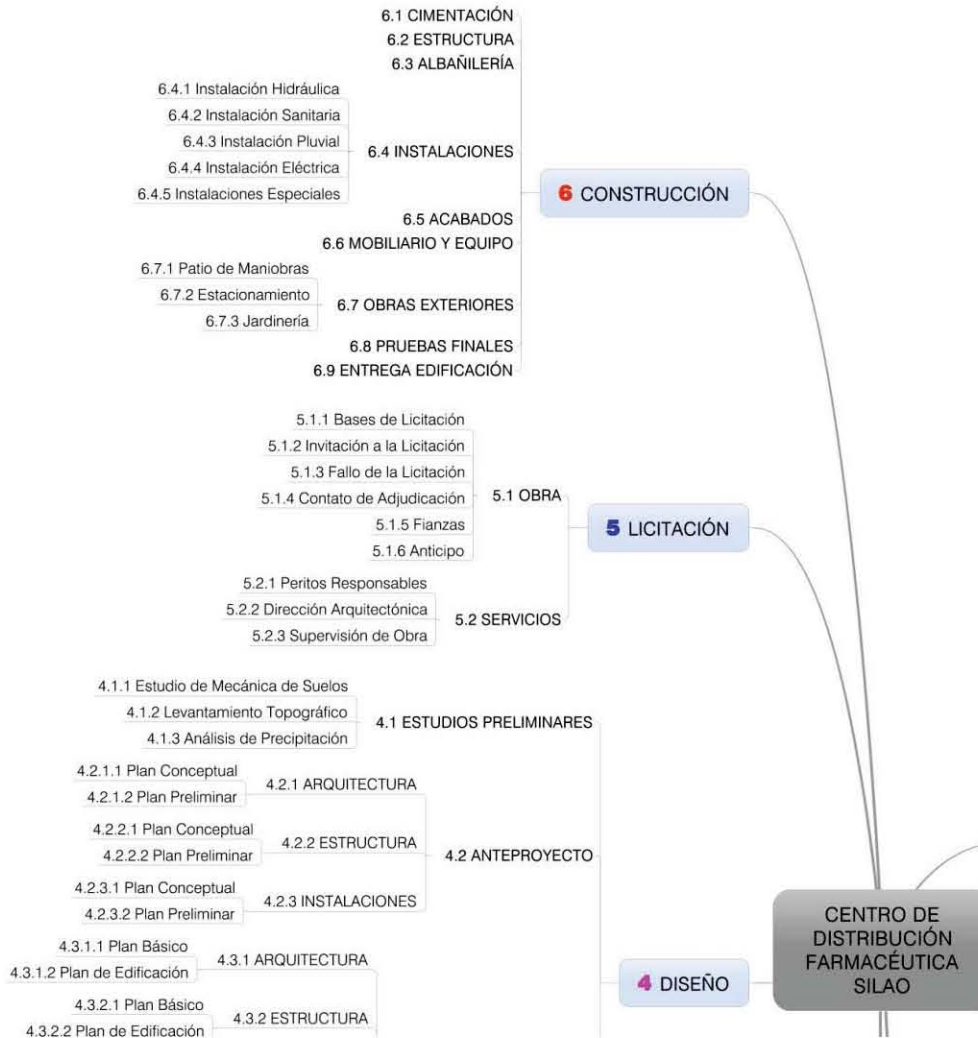 6.1 CIMENTACIÓN
6.2 ESTRUCTURA
6.3 ALBAÑILERÍA
6.4.1 Instalación Hidráulica
6.4.2 Instalación Sanitaria
6.4.3 Instalación Pluvial
6.4.4 Instalación Eléctrica
6.4.5 Instalaciones Especiales
6.4 INSTALACIONES
6 CONSTRUCCIÓN
6.5 ACABADOS
6.6 MOBILIARIO Y EQUIPO
6.7.1 Patio de Maniobras
6.7.2 Estacionamiento
6.7.3 Jardinería
6.7 OBRAS EXTERIORES
6.8 PRUEBAS FINALES
6.9 ENTREGA EDIFICACIÓN
5.1.1 Bases de Licitación
5.1.2 Invitación a la Licitación
5.1.3 Fallo de la Licitación
5.1.4 Contato de Adjudicación
5.1.5 Fianzas
5.1.6 Anticipo
5.1 OBRA
5 LICITACIÓN
5.2.1 Peritos Responsables
5.2.2 Dirección Arquitectónica
5.2.3 Supervisión de Obra
5.2 SERVICIOS
4.1.1 Estudio de Mecánica de Suelos
4.1.2 Levantamiento Topográfico
4.1.3 Análisis de Precipitación
4.1 ESTUDIOS PRELIMINARES
4.2.1.1 Plan Conceptual
4.2.1.2 Plan Preliminar
4.2.1 ARQUITECTURA
4.2.2.1 Plan Conceptual
4.2.2.2 Plan Preliminar
4.2.2 ESTRUCTURA
4.2 ANTEPROYECTO
4.2.3.1 Plan Conceptual
4.2.3.2 Plan Preliminar
4.2.3 INSTALACIONES
4.3.1.1 Plan Básico
4.3.1.2 Plan de Edificación
4.3.1 ARQUITECTURA
4.3.2.1 Plan Básico
4.3.2.2 Plan de Edificación
4.3.2 ESTRUCTURA
4 DISEÑO
CENTRO DE
DISTRIBUCIÓN
FARMACÉUTICA
SILAO